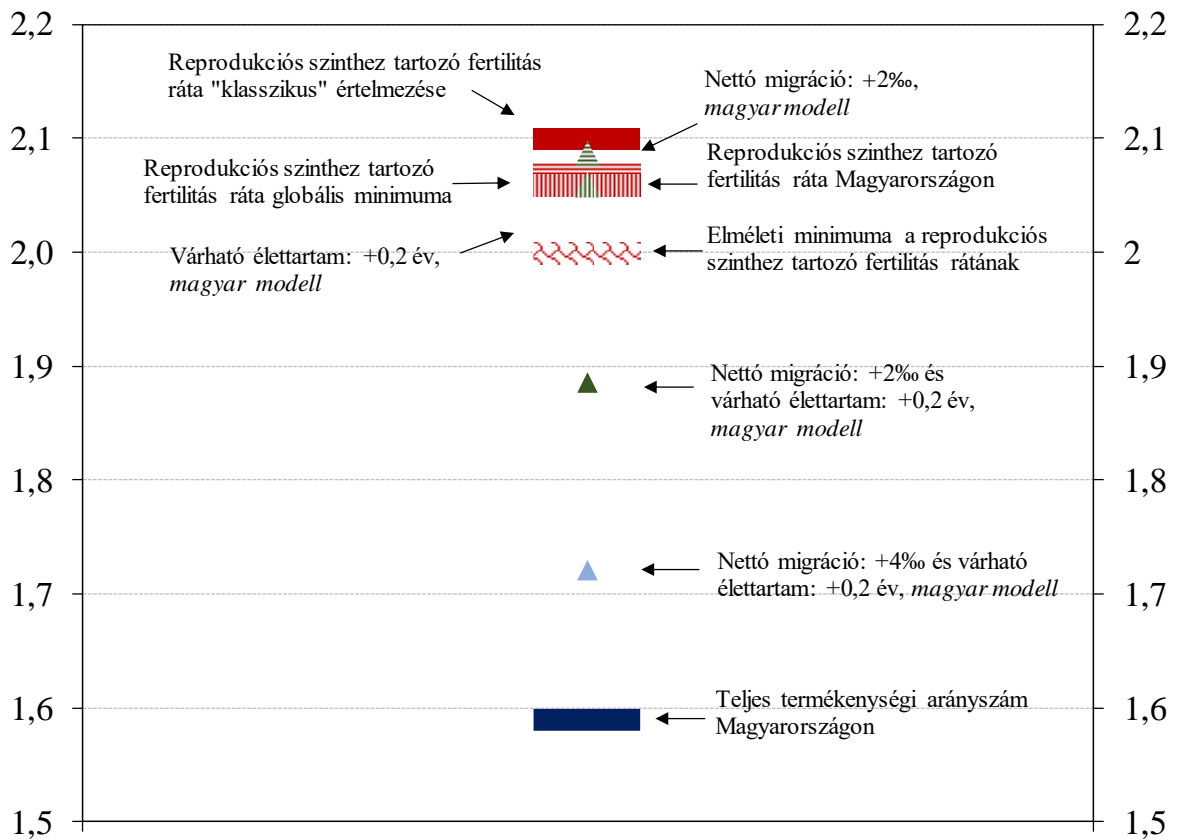 2,2
2,1
2,0
1,9
1,8
1,7
1,6
1,5
Reprodukciós szinthez tartozó fertilitás
ráta "klasszikus" értelmezése
Reprodukciós szinthez tartozó
fertilitás ráta globális minimuma
Várható élettartam: +0,2 év,
magyar modell
Nettó migráció: +2‰,
magyar modell
Reprodukciós szinthez tartozó
fertilitás ráta Magyarországon
Elméleti minimuma a reprodukciós
szinthez tartozó fertilitás rátának
Nettó migráció: +2‰ és
várható élettartam: +0,2 év,
magyar modell
Nettó migráció: +4‰ és várható
élettartam: +0,2 év, magyar modell
Teljes termékenységi arányszám
Magyarországon
2,2
2,1
2
1,9
1,8
1,7
1,6
1,5